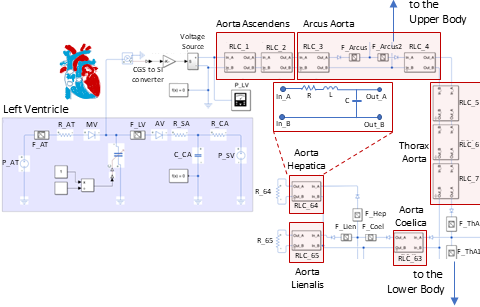 to the
Upper Body
Voltage
Source
Aorta Ascendens
Arcus Aorta
RLC_1
RLC_2
RLC_3
F_Arcus
F_Arcus2
RLC_4
CGS to SI
converter
f(x) = 0
P_LV
In_A
R
L
Out_A
C
In_B
Out_B
RLC_5
Thorax
Aorta
RLC_6
RLC_7
Left Ventricle
R_AT
MV
F_LV
AV
R_SA
R_CA
P_AT
C_CA
P_SV
f(x) = 0
Aorta
Hepatica
R_64
RLC_64
F_Hep
Aorta
Coelica
R_65
F_Lien
F_Coel
RLC_65
RLC_63
F_ThA
F_ThA1
Aorta
Lienalis
to the
Lower Body